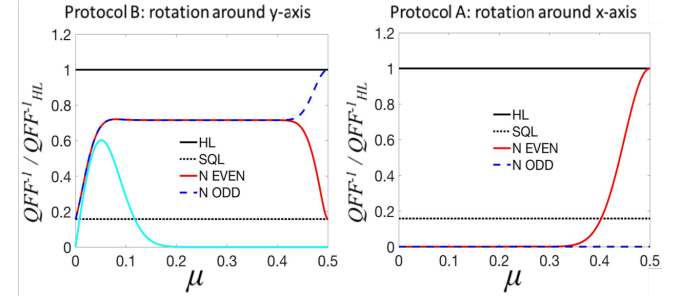 Protocol B: rotation around y-axis
QFF⁻¹ / QFF⁻¹HL
1.2
1
0.8
0.6
0.4
0.2
0
HL
SQL
N EVEN
N ODD
0 0.1 0.2 0.3 0.4 0.5
μ
Protocol A: rotation around x-axis
QFF⁻¹ / QFF⁻¹HL
1.2
1
0.8
0.6
0.4
0.2
0
HL
SQL
N EVEN
N ODD
0 0.1 0.2 0.3 0.4 0.5
μ